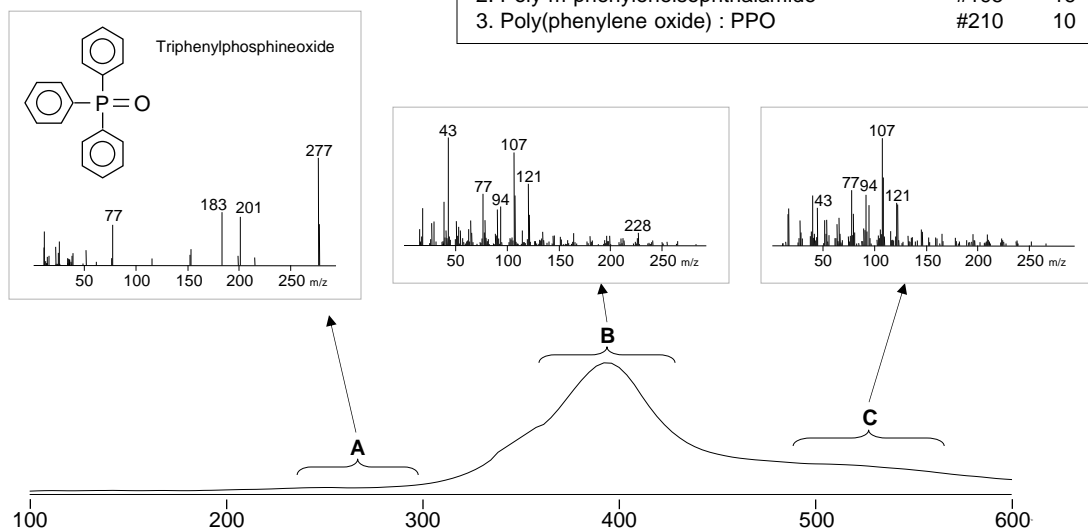 3. Poly(phenylene oxide) : PPO #210 10
Triphenylphosphineoxide
P=O
277
183 201
77
50 100 150 200 250 m/z
43
107
121
77
94
228
50 100 150 200 250 m/z
107
77 94
121
43
50 100 150 200 250 m/z
B
A
C
100 200 300 400 500 600